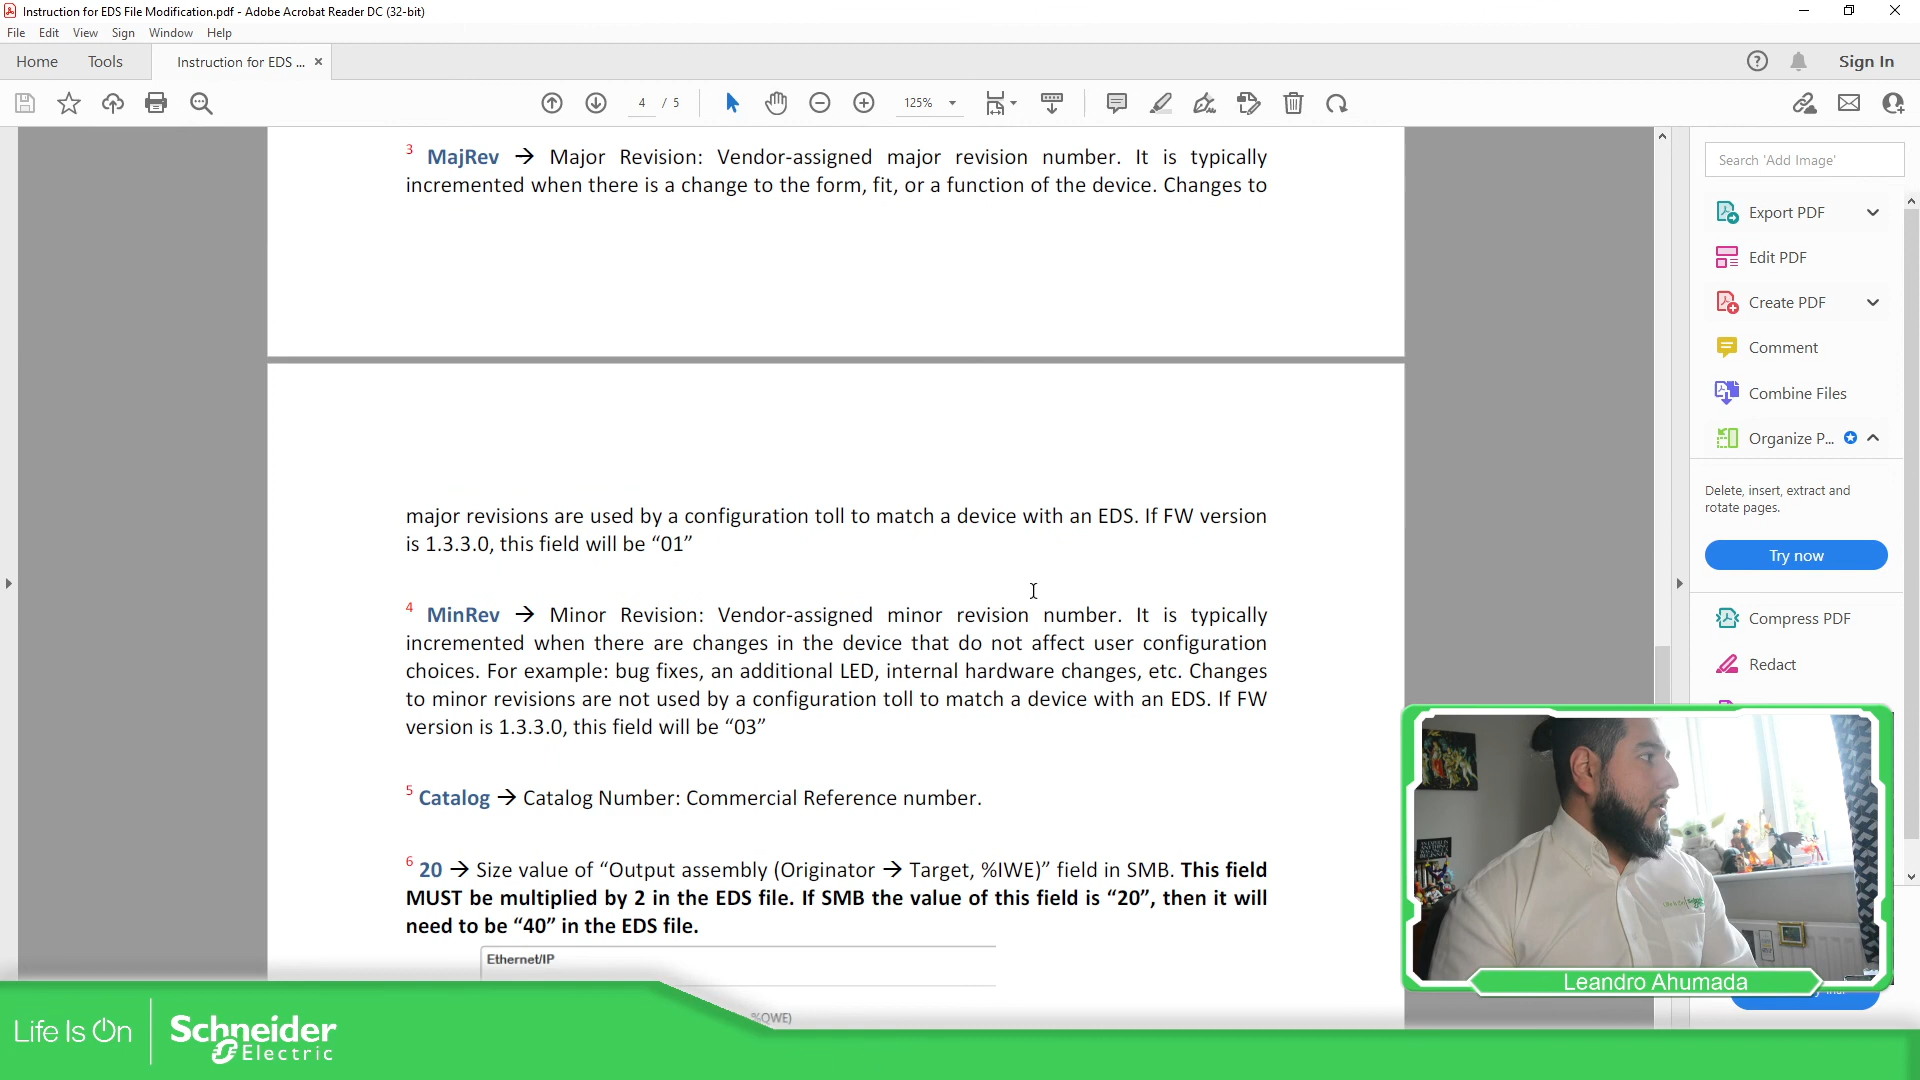 Instruction for EDS File Modification.pdf - Adobe Acrobat Reader DC (32-bit)
File Edit View Sign Window Help
Home Tools Instruction for EDS ... × Sign In
4 / 5 125%
3 MajRev → Major Revision: Vendor-assigned major revision number. It is typically
incremented when there is a change to the form, fit, or a function of the device. Changes to
major revisions are used by a configuration toll to match a device with an EDS. If FW version
is 1.3.3.0, this field will be “01”
4 MinRev → Minor Revision: Vendor-assigned minor revision number. It is typically
incremented when there are changes in the device that do not affect user configuration
choices. For example: bug fixes, an additional LED, internal hardware changes, etc. Changes
to minor revisions are not used by a configuration toll to match a device with an EDS. If FW
version is 1.3.3.0, this field will be “03”
5 Catalog → Catalog Number: Commercial Reference number.
6 20 → Size value of “Output assembly (Originator → Target, %IWE)” field in SMB. This field
MUST be multiplied by 2 in the EDS file. If SMB the value of this field is “20”, then it will
need to be “40” in the EDS file.
Ethernet/IP
%QWE)
Search 'Add Image'
Export PDF
Edit PDF
Create PDF
Comment
Combine Files
Organize P...
Delete, insert, extract and
rotate pages.
Try now
Compress PDF
Redact
Leandro Ahumada
Life Is On
Schneider
Electric